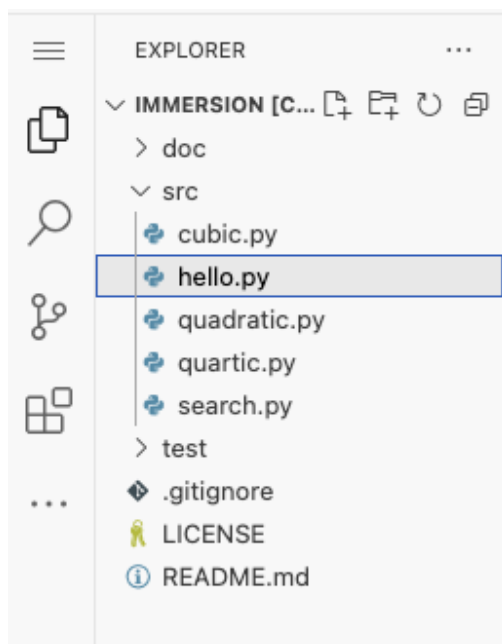 EXPLORER
IMMERSION [C...
doc
src
cubic.py
hello.py
quadratic.py
quartic.py
search.py
test
.gitignore
LICENSE
README.md